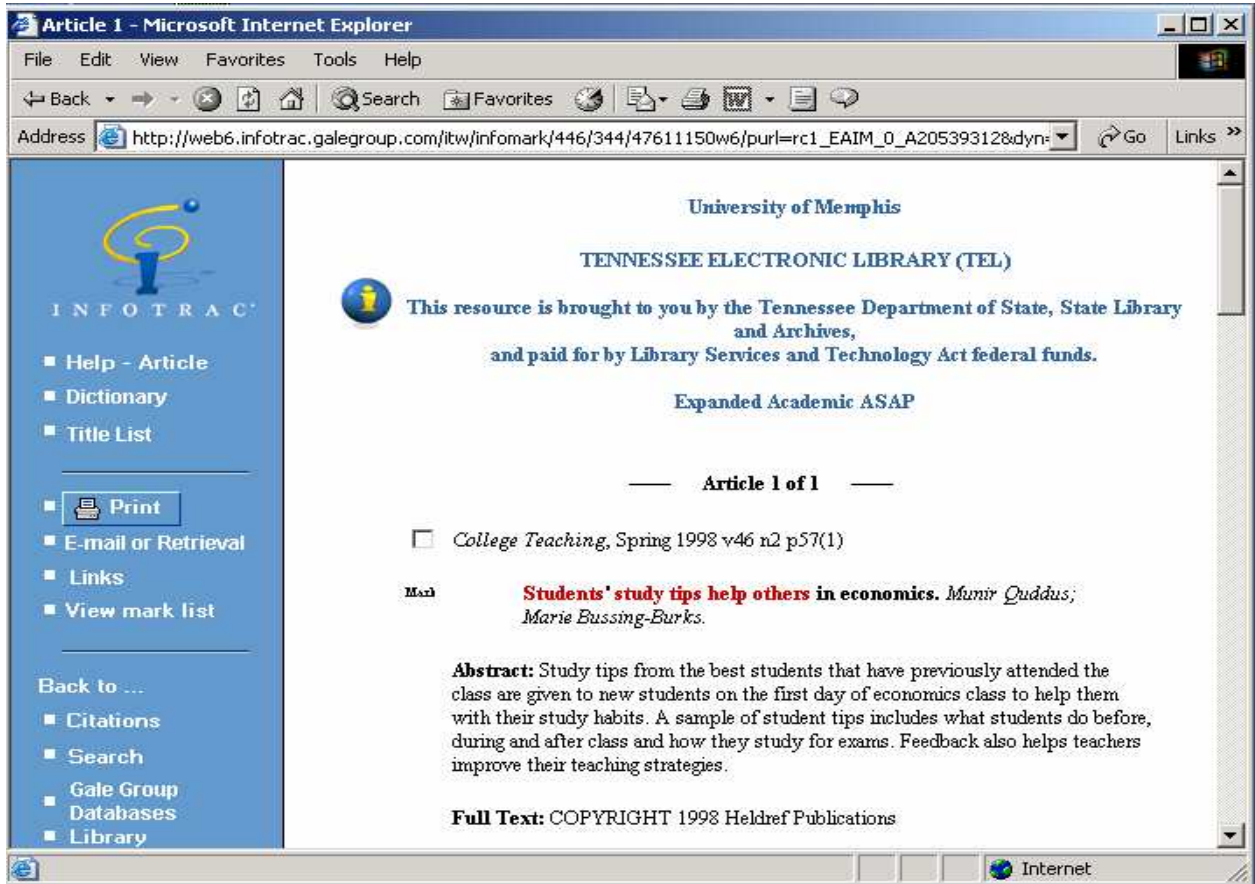 Article 1 - Microsoft Internet Explorer
File Edit View Favorites Tools Help
Back Search Favorites
Address http://web6.infotrac.galegroup.com/itw/infomark/446/344/47611150w6/purl=rc1_EAIM_0_A20539312&dyn= Go Links »
INFOTRAC
Help - Article
Dictionary
Title List
Print
E-mail or Retrieval
Links
View mark list
Back to ...
Citations
Search
Gale Group
Databases
Library
University of Memphis
TENNESSEE ELECTRONIC LIBRARY (TEL)
This resource is brought to you by the Tennessee Department of State, State Library
and Archives,
and paid for by Library Services and Technology Act federal funds.
Expanded Academic ASAP
Article 1 of 1
College Teaching, Spring 1998 v46 n2 p57(1)
Mark
Students' study tips help others in economics. Munir Quddus;
Marie Bussing-Burks.
Abstract: Study tips from the best students that have previously attended the
class are given to new students on the first day of economics class to help them
with their study habits. A sample of student tips includes what students do before,
during and after class and how they study for exams. Feedback also helps teachers
improve their teaching strategies.
Full Text: COPYRIGHT 1998 Heldref Publications
Internet